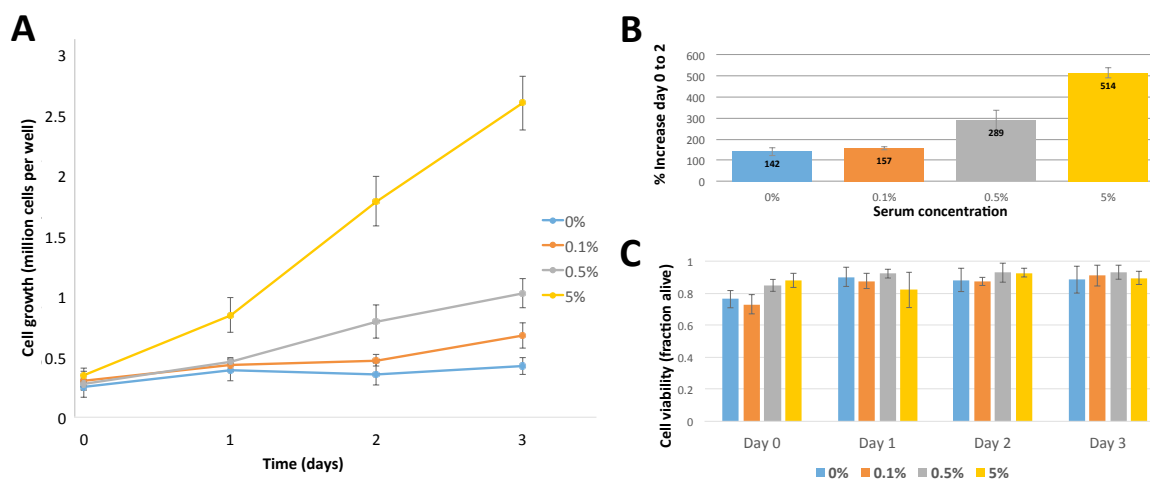 A
Cell growth (million cells per well)
3
2.5
2
1.5
1
0.5
0
0 1 2 3
Time (days)
0%
0.1%
0.5%
5%
B
% Increase day 0 to 2
600
500
400
300
200
100
0
142 157 289 514
0% 0.1% 0.5% 5%
Serum concentration
C
Cell viability (fraction alive)
1
0.8
0.6
0.4
0.2
0
Day 0 Day 1 Day 2 Day 3
0% 0.1% 0.5% 5%